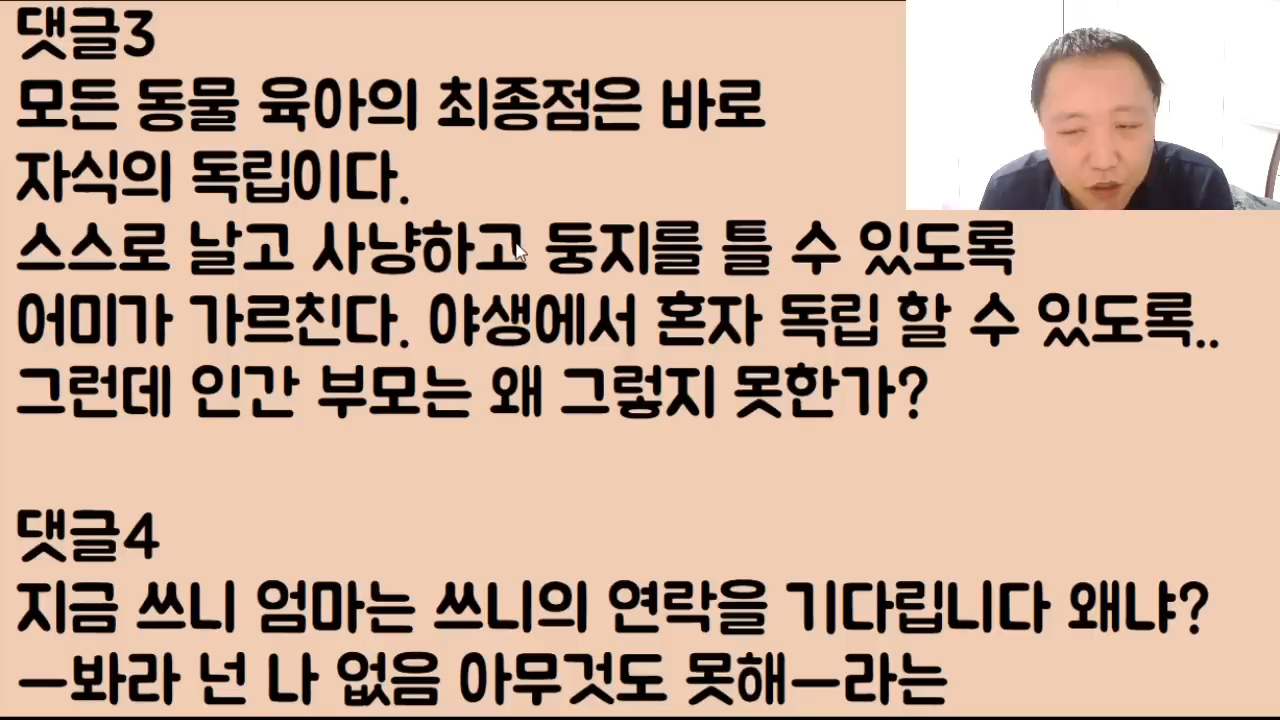 댓글3
모든 동물 육아의 최종점은 바로
자식의 독립이다.
스스로 날고 사냥하고 둥지를 틀 수 있도록
어미가 가르친다. 야생에서 혼자 독립 할 수 있도록..
그런데 인간 부모는 왜 그렇지 못한가?
댓글4
지금 쓰니 엄마는 쓰니의 연락을 기다립니다 왜냐?
ㅡ봐라 넌 나 없음 아무것도 못해ㅡ라는